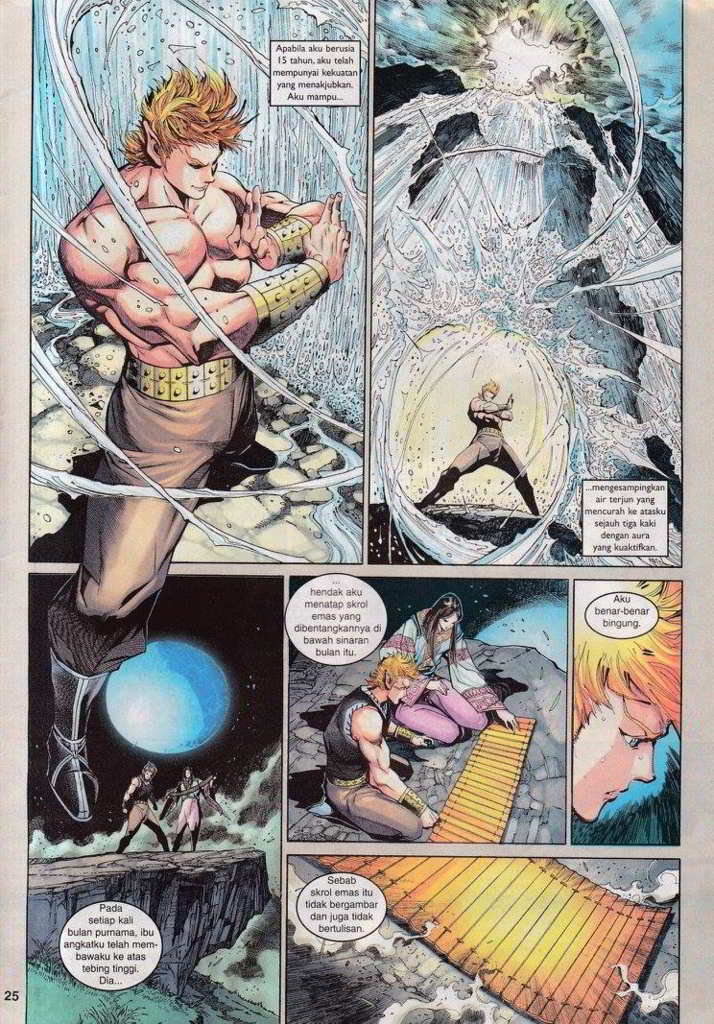 Apabila aku berusia
15 tahun, aku telah
mempunyai kekuatan
yang menakjubkan.
Aku mampu...
...mengesampingkan
air terjun yang
mencurah ke atasku
sejauh tiga kaki
dengan aura
yang kuaktifkan.
Pada
setiap kali
bulan purnama, ibu
angkatku telah mem-
bawaku ke atas
tebing tinggi.
Dia...
...
hendak aku
menatap skrol
emas yang
dibentangkannya di
bawah sinaran
bulan itu.
Aku
benar-benar
bingung.
Sebab
skrol emas itu
tidak bergambar
dan juga tidak
bertulisan.
25